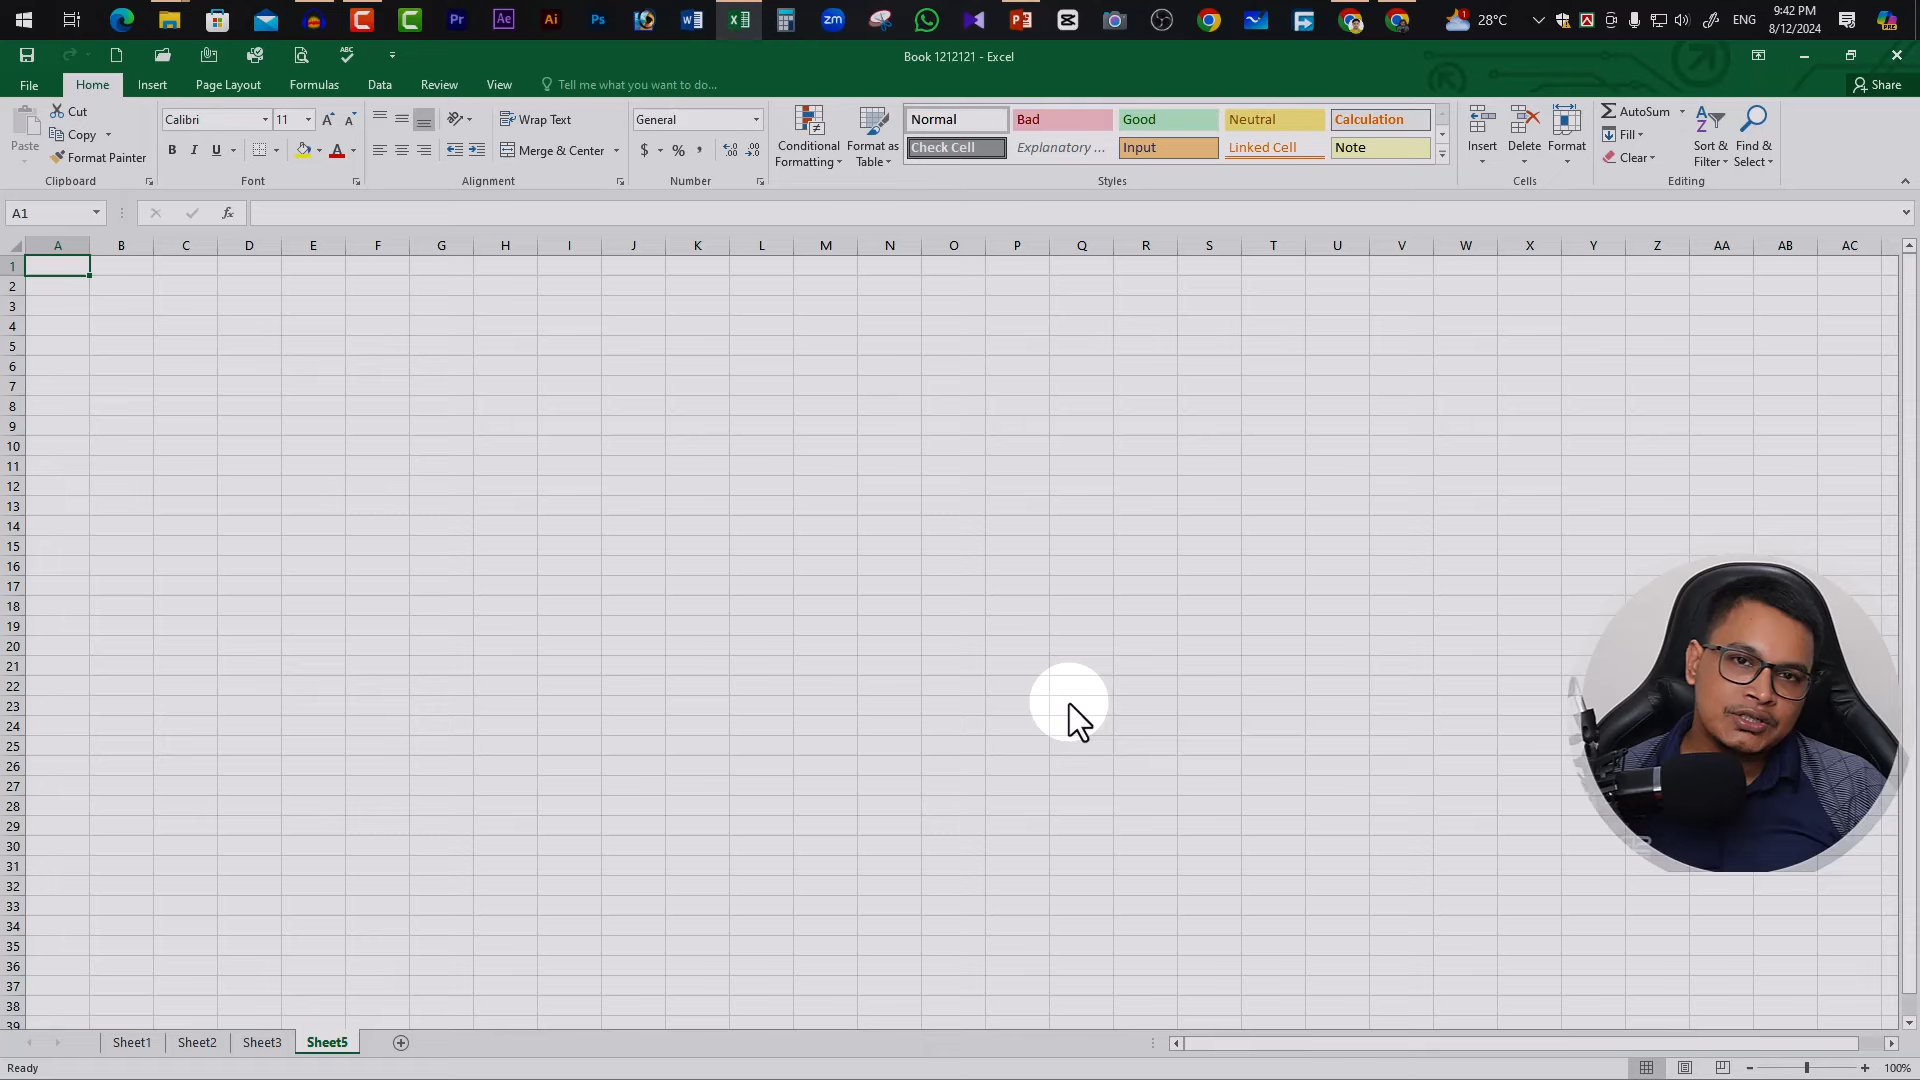 28°C
ENG
9:42 PM
8/12/2024
Book 1212121 - Excel
File
Home
Insert
Page Layout
Formulas
Data
Review
View
Tell me what you want to do...
Share
Paste
Cut
Copy
Format Painter
Clipboard
Calibri
11
B
I
U
Font
Wrap Text
Merge & Center
Alignment
General
$
%
Number
Conditional
Formatting
Format as
Table
Normal
Bad
Good
Neutral
Calculation
Check Cell
Explanatory ...
Input
Linked Cell
Note
Styles
Insert
Delete
Format
Cells
AutoSum
Fill
Clear
Sort &
Filter
Find &
Select
Editing
A1
fx
A B C D E F G H I J K L M N O P Q R S T U V W X Y Z AA AB AC
1
2
3
4
5
6
7
8
9
10
11
12
13
14
15
16
17
18
19
20
21
22
23
24
25
26
27
28
29
30
31
32
33
34
35
36
37
38
39
Sheet1
Sheet2
Sheet3
Sheet5
Ready
100%